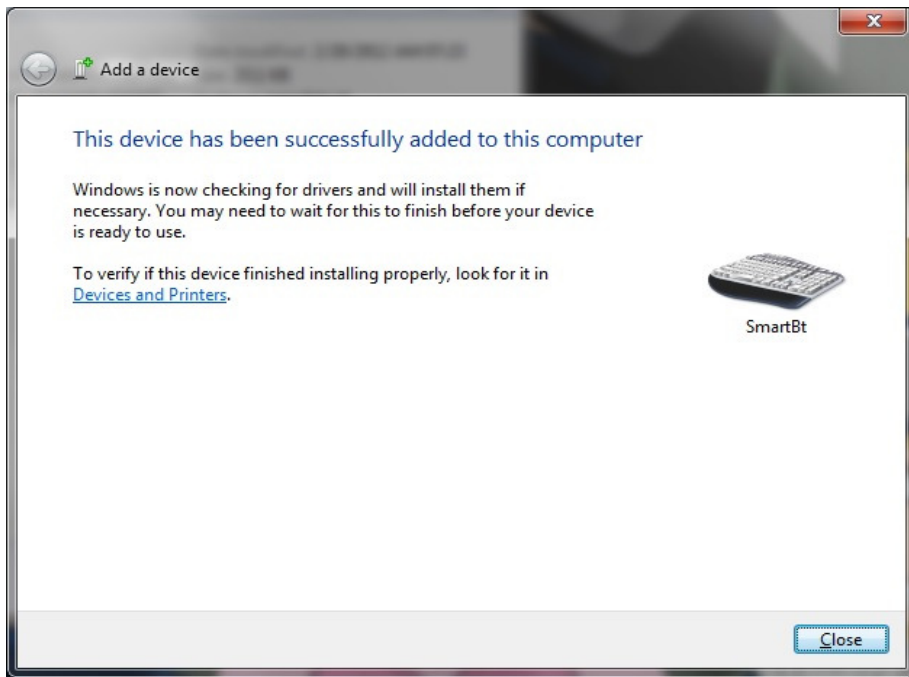 Add a device
This device has been successfully added to this computer
Windows is now checking for drivers and will install them if
necessary. You may need to wait for this to finish before your device
is ready to use.
To verify if this device finished installing properly, look for it in
Devices and Printers.
SmartBt
Close